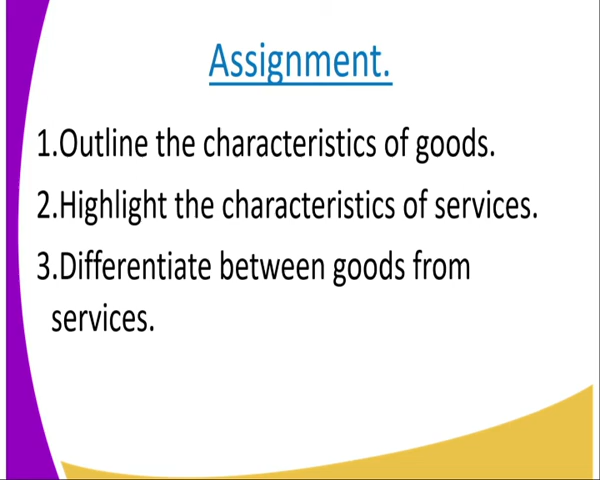 Assignment.
1.Outline the characteristics of goods.
2.Highlight the characteristics of services.
3.Differentiate between goods from
services.